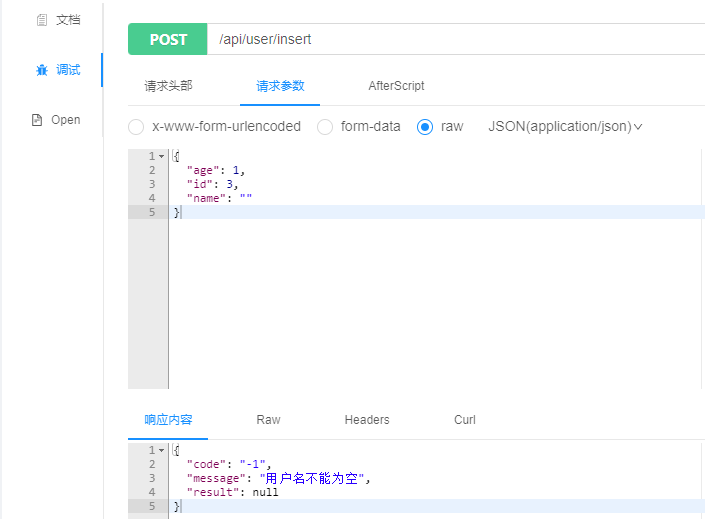 文档
调试
Open
POST /api/user/insert
请求头部 请求参数 AfterScript
x-www-form-urlencoded form-data raw JSON(application/json)
1 {
2 "age": 1,
3 "id": 3,
4 "name": ""
5 }
响应内容 Raw Headers Curl
1 {
2 "code": "-1",
3 "message": "用户名不能为空",
4 "result": null
5 }